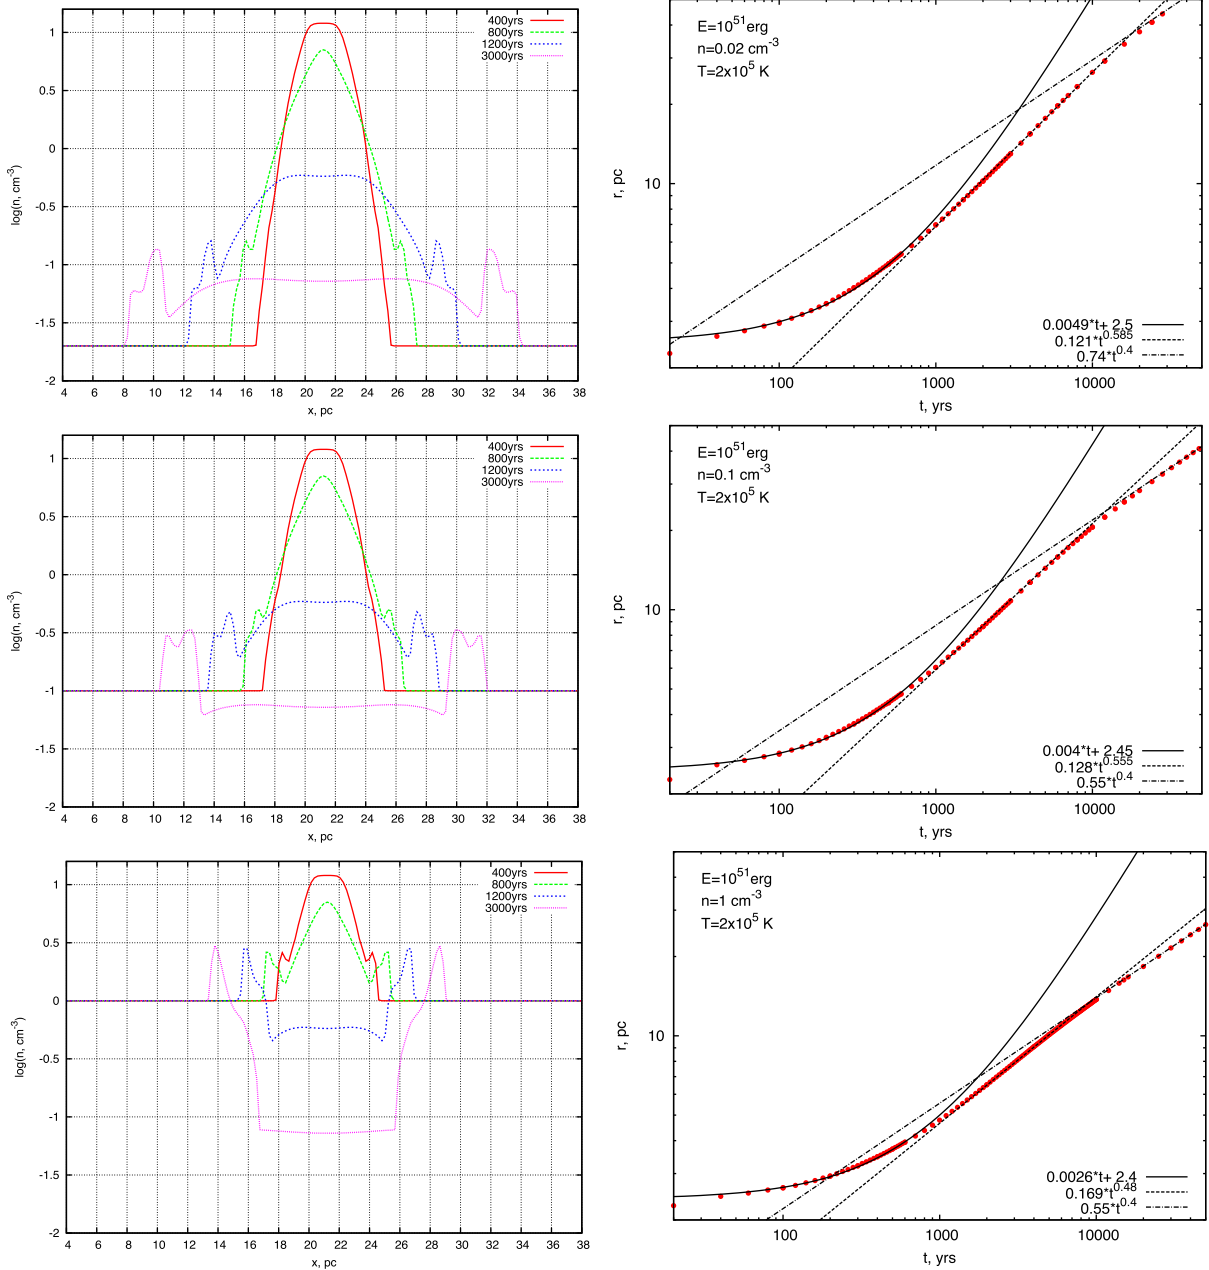 1
0.5
0
-0.5
-1
-1.5
-2
log(n, cm⁻³)
4 6 8 10 12 14 16 18 20 22 24 26 28 30 32 34 36 38
x, pc
400yrs
800yrs
1200yrs
3000yrs
E=10⁵¹erg
n=0.02 cm⁻³
T=2x10⁵ K
10
r, pc
100 1000 10000
t, yrs
0.0049*t+ 2.5
0.121*t^0.585
0.74*t^0.4
1
0.5
0
-0.5
-1
-1.5
-2
log(n, cm⁻³)
4 6 8 10 12 14 16 18 20 22 24 26 28 30 32 34 36 38
x, pc
400yrs
800yrs
1200yrs
3000yrs
E=10⁵¹erg
n=0.1 cm⁻³
T=2x10⁵ K
10
r, pc
100 1000 10000
t, yrs
0.004*t+ 2.45
0.128*t^0.555
0.55*t^0.4
1
0.5
0
-0.5
-1
-1.5
-2
log(n, cm⁻³)
4 6 8 10 12 14 16 18 20 22 24 26 28 30 32 34 36 38
x, pc
400yrs
800yrs
1200yrs
3000yrs
E=10⁵¹erg
n=1 cm⁻³
T=2x10⁵ K
10
r, pc
100 1000 10000
t, yrs
0.0026*t+ 2.4
0.169*t^0.48
0.55*t^0.4